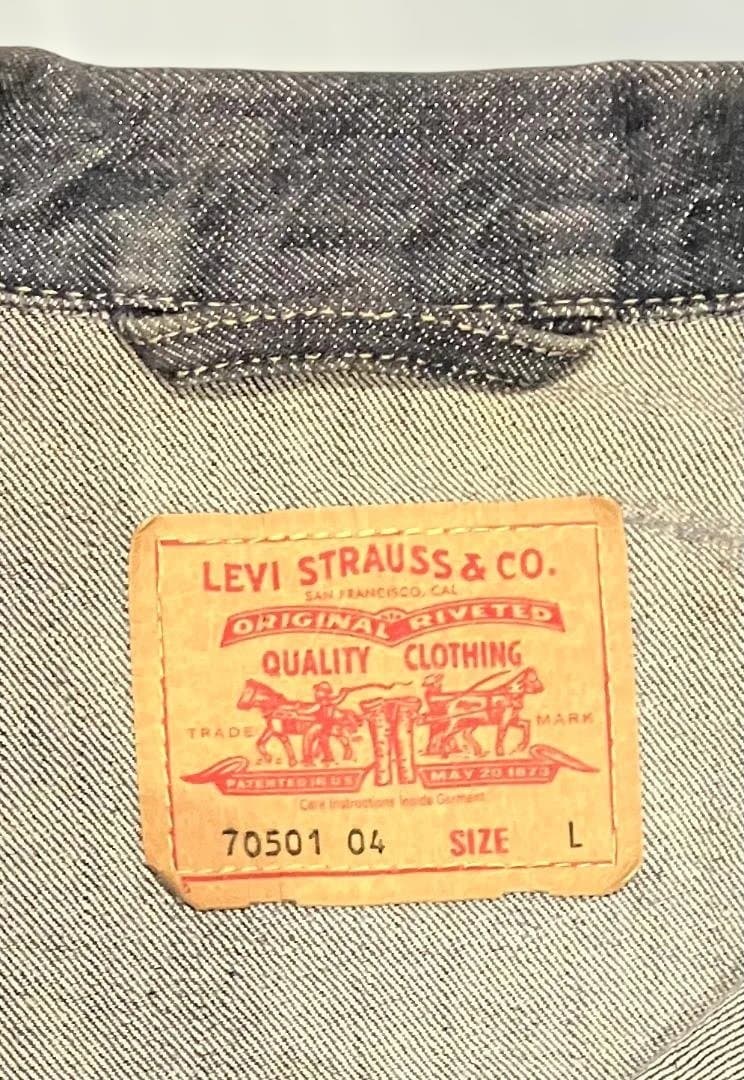 LEVI STRAUSS & CO.
SAN FRANCISCO, CAL
ORIGINAL RIVETED
QUALITY CLOTHING
TRADE MARK
PATENTED IN U S MAY 20 1873
Care Instructions Inside Garment
70501 04 SIZE L